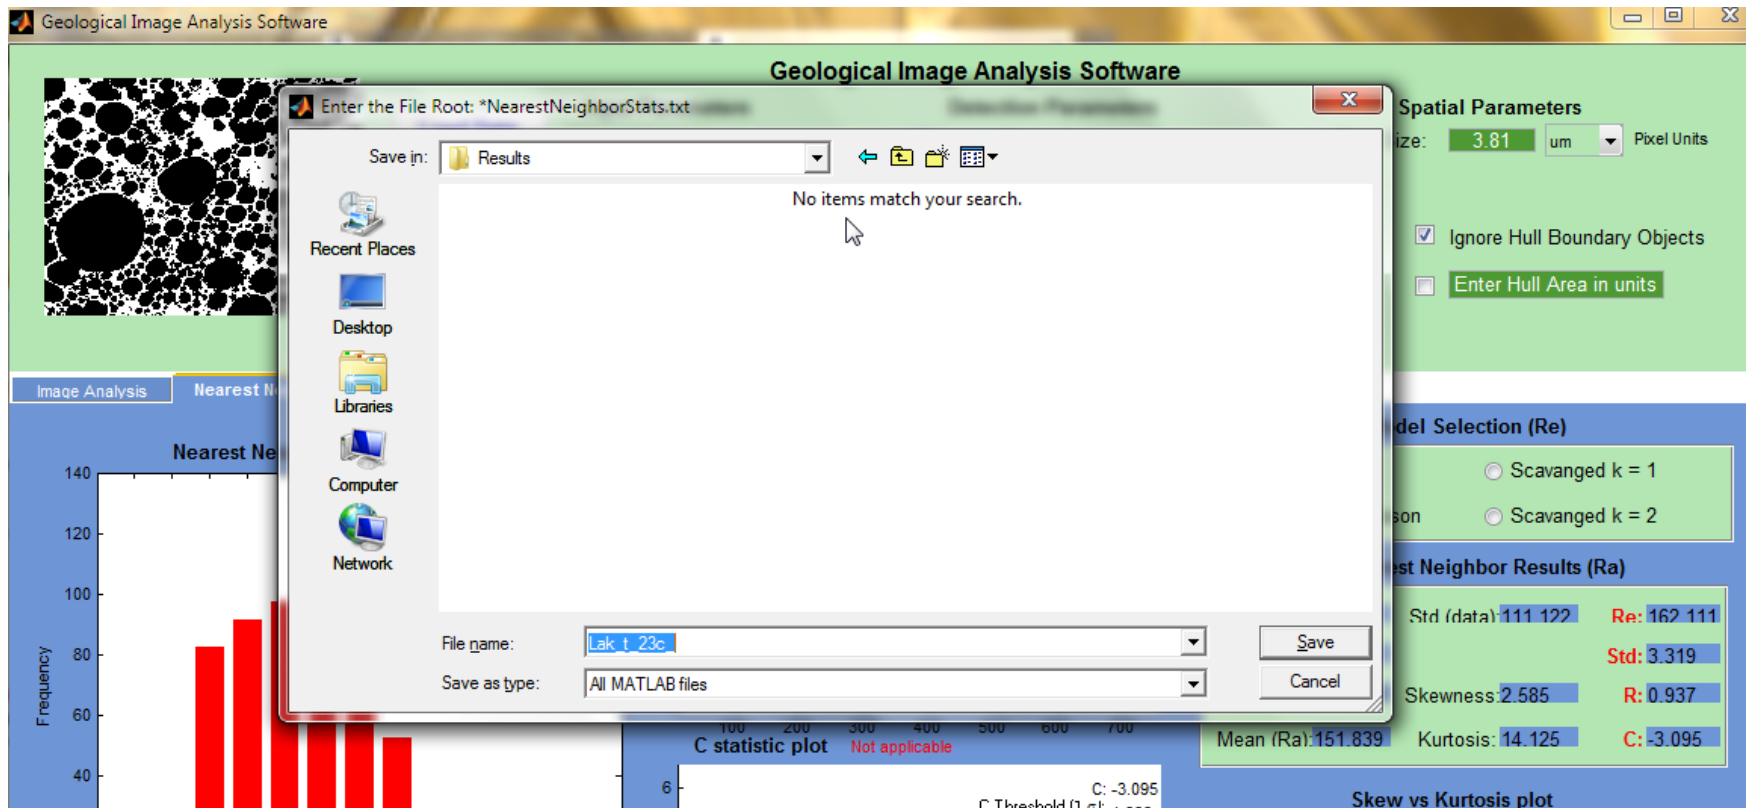 Geological Image Analysis Software
Geological Image Analysis Software
Enter the File Root: *NearestNeighborStats.txt
Save in:
Results
No items match your search.
Recent Places
Desktop
Libraries
Computer
Network
File name:
Lak_t_23c_
Save
Save as type:
All MATLAB files
Cancel
Spatial Parameters
ize:
3.81
um
Pixel Units
Ignore Hull Boundary Objects
Enter Hull Area in units
Image Analysis
Nearest N
Nearest Ne
140
120
100
80
60
40
Frequency
100 200 300 400 500 600 700
C statistic plot
Not applicable
6
C: -3.095
del Selection (Re)
Scavanged k = 1
son
Scavanged k = 2
st Neighbor Results (Ra)
Std (data): 111.122
Re: 162.111
Std: 3.319
Skewness: 2.585
R: 0.937
Mean (Ra): 151.839
Kurtosis: 14.125
C: -3.095
Skew vs Kurtosis plot